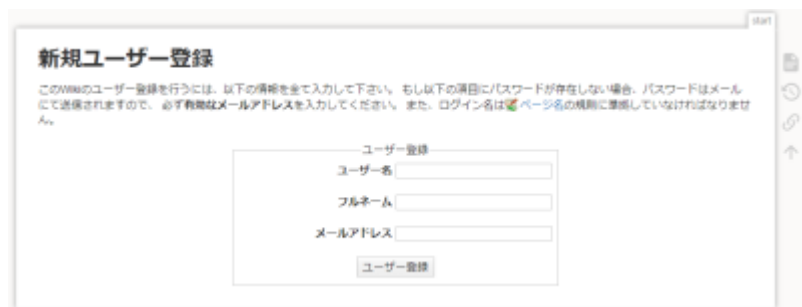 start
新規ユーザー登録
このWikiのユーザー登録を行うには、以下の情報を全て入力して下さい。 もし以下の項目にパスワードが存在しない場合、パスワードはメール
にて送信されますので、 必ず有効なメールアドレスを入力してください。 また、ログイン名はページ名の規則に準拠していなければなりませ
ん。
ユーザー登録
ユーザー名
フルネーム
メールアドレス
ユーザー登録